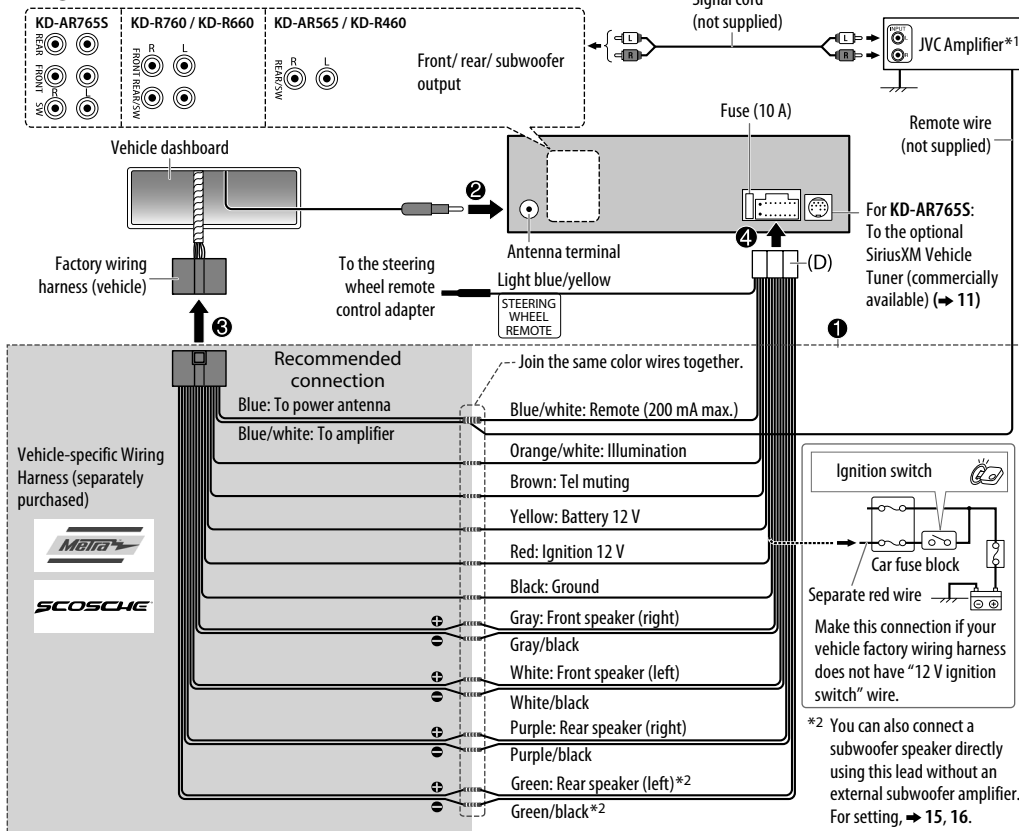 Signal cord
(not supplied)
KD-AR765S
KD-R760 / KD-R660
KD-AR565 / KD-R460
REAR
FRONT
SW
R
L
FRONT
REAR/SW
R
L
REAR/SW
R
L
Front/ rear/ subwoofer
output
L
R
L
R
INPUT
L
R
JVC Amplifier*1
Fuse (10 A)
Remote wire
(not supplied)
Vehicle dashboard
2
4
Antenna terminal
(D)
For KD-AR765S:
To the optional
SiriusXM Vehicle
Tuner (commercially
available) (➜ 11)
Factory wiring
harness (vehicle)
To the steering
wheel remote
control adapter
Light blue/yellow
STEERING
WHEEL
REMOTE
3
1
Recommended
connection
Join the same color wires together.
Blue: To power antenna
Blue/white: To amplifier
Blue/white: Remote (200 mA max.)
Orange/white: Illumination
Brown: Tel muting
Yellow: Battery 12 V
Red: Ignition 12 V
Black: Ground
Gray: Front speaker (right)
Gray/black
White: Front speaker (left)
White/black
Purple: Rear speaker (right)
Purple/black
Green: Rear speaker (left)*2
Green/black*2
Vehicle-specific Wiring
Harness (separately
purchased)
Metra
SCOSCHE
Ignition switch
Car fuse block
Separate red wire
Make this connection if your
vehicle factory wiring harness
does not have “12 V ignition
switch” wire.
*2 You can also connect a
subwoofer speaker directly
using this lead without an
external subwoofer amplifier.
For setting, ➜ 15, 16.